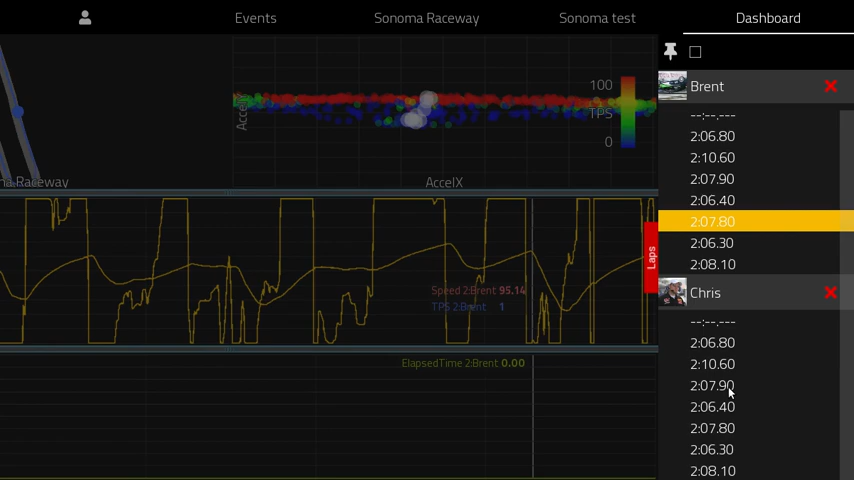 Events
Sonoma Raceway
Sonoma test
Dashboard
100
TPS
0
AccelX
AccelX
na Raceway
Speed 2:Brent 95.14
TPS 2:Brent 1
ElapsedTime 2:Brent 0.00
Laps
Brent
--:--.---
2:06.80
2:10.60
2:07.90
2:06.40
2:07.80
2:06.30
2:08.10
Chris
--:--.---
2:06.80
2:10.60
2:07.90
2:06.40
2:07.80
2:06.30
2:08.10